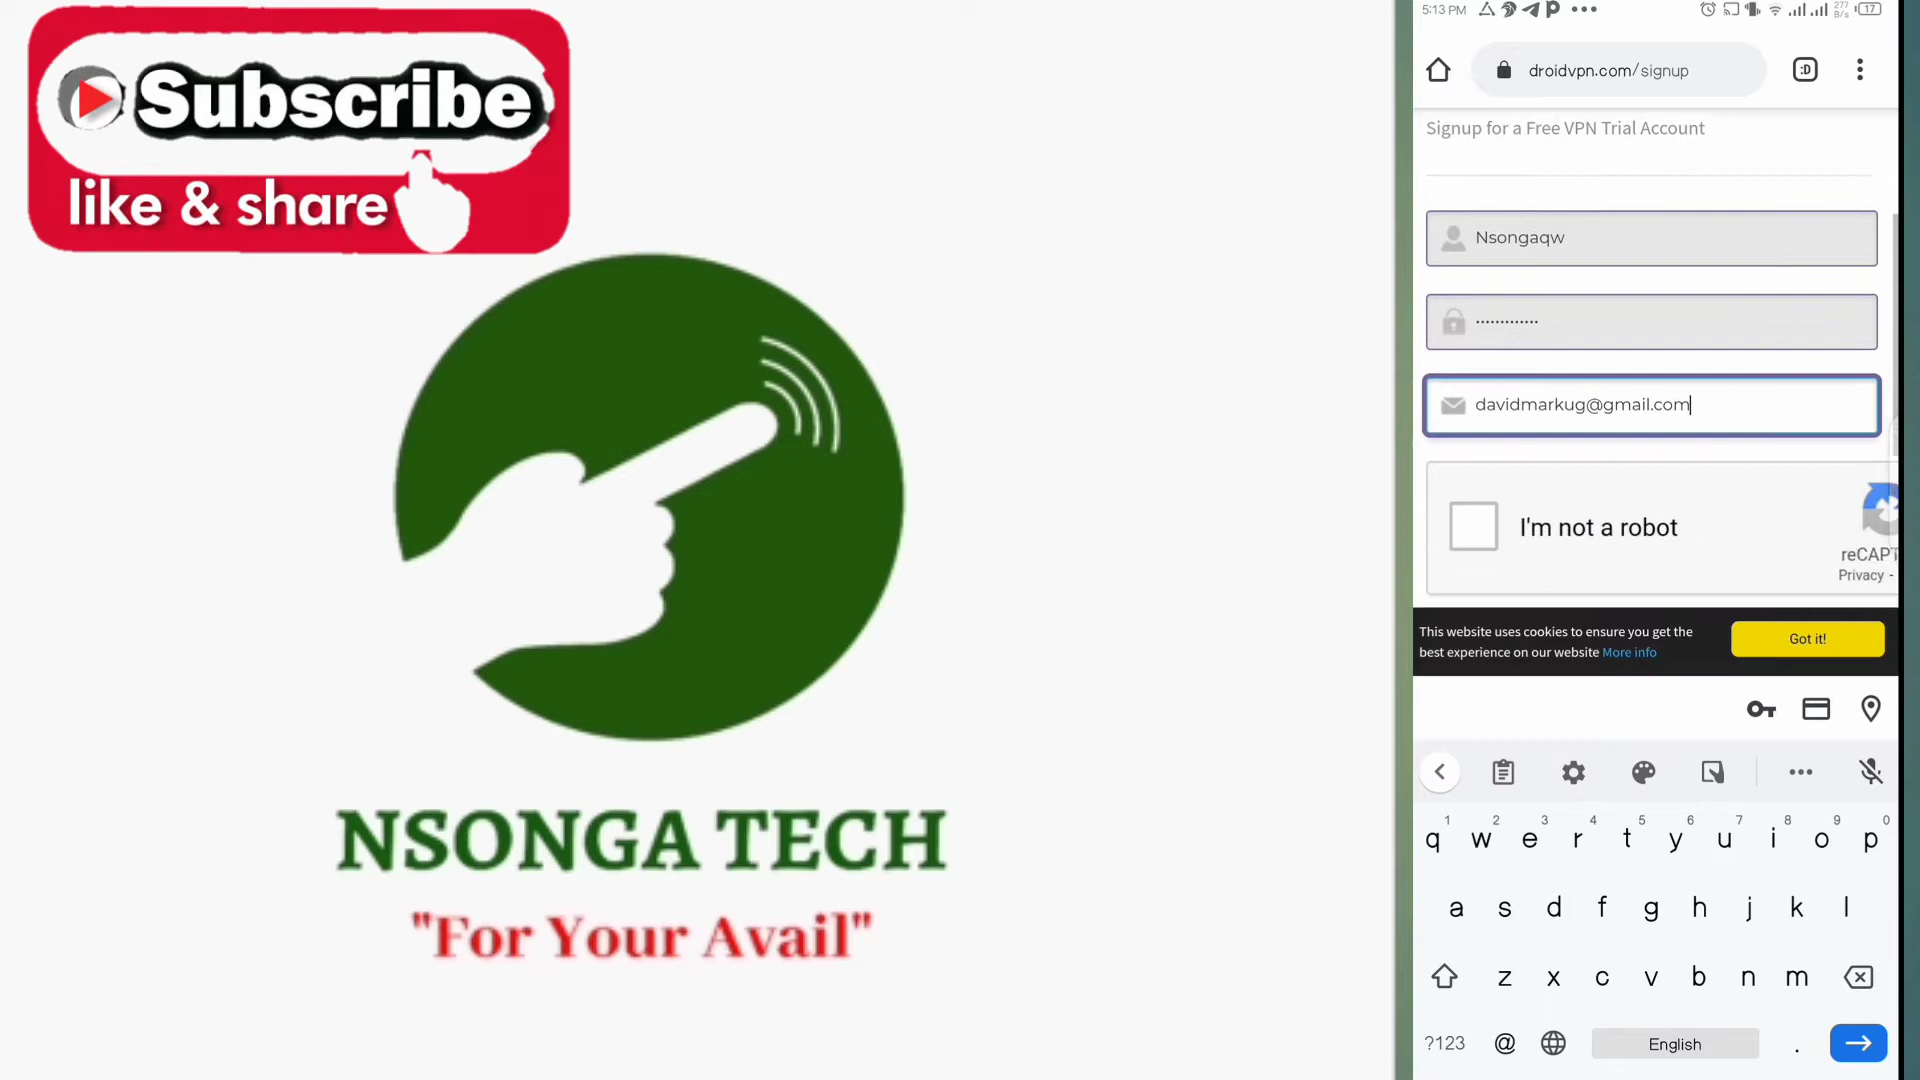 Subscribe
like & share
NSONGA TECH
"For Your Avail"
5:13 PM
277
B/s
17
droidvpn.com/signup
:D
Signup for a Free VPN Trial Account
Nsongaqw
•••••••••••••
davidmarkug@gmail.com
I'm not a robot
reCAPT
Privacy -
This website uses cookies to ensure you get the
best experience on our website More info
Got it!
1 2 3 4 5 6 7 8 9 0
q w e r t y u i o p
a s d f g h j k l
z x c v b n m
?123 @ English .